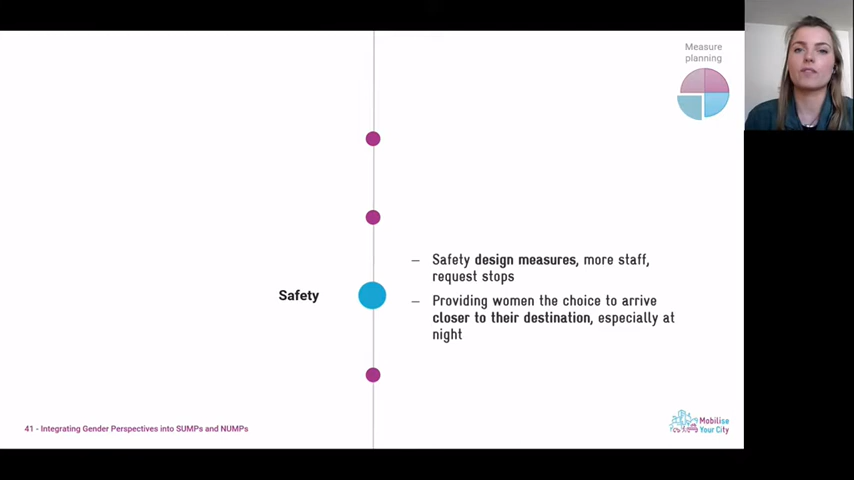 Measure
planning
Safety
– Safety design measures, more staff,
request stops
– Providing women the choice to arrive
closer to their destination, especially at
night
41 - Integrating Gender Perspectives into SUMPs and NUMPs
Mobilise
Your City